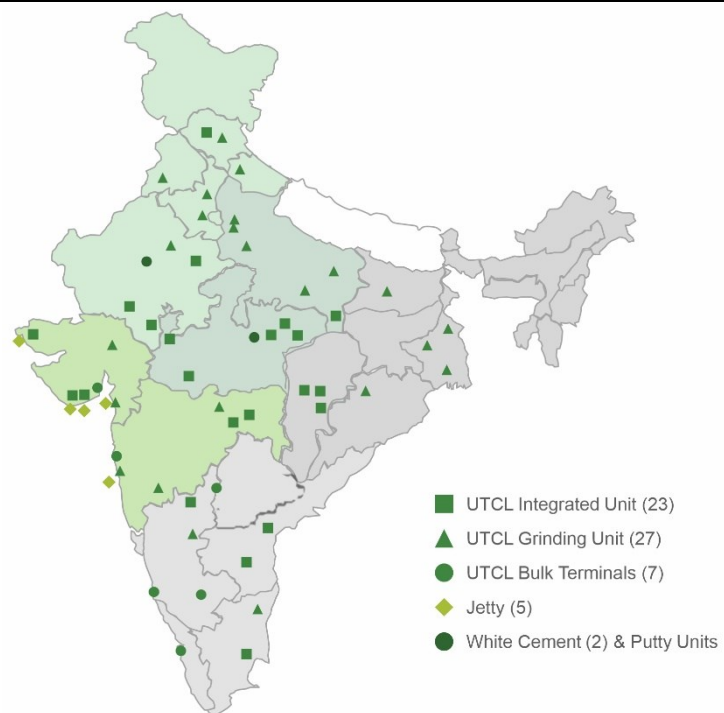 UTCL Integrated Unit (23)
UTCL Grinding Unit (27)
UTCL Bulk Terminals (7)
Jetty (5)
White Cement (2) & Putty Units